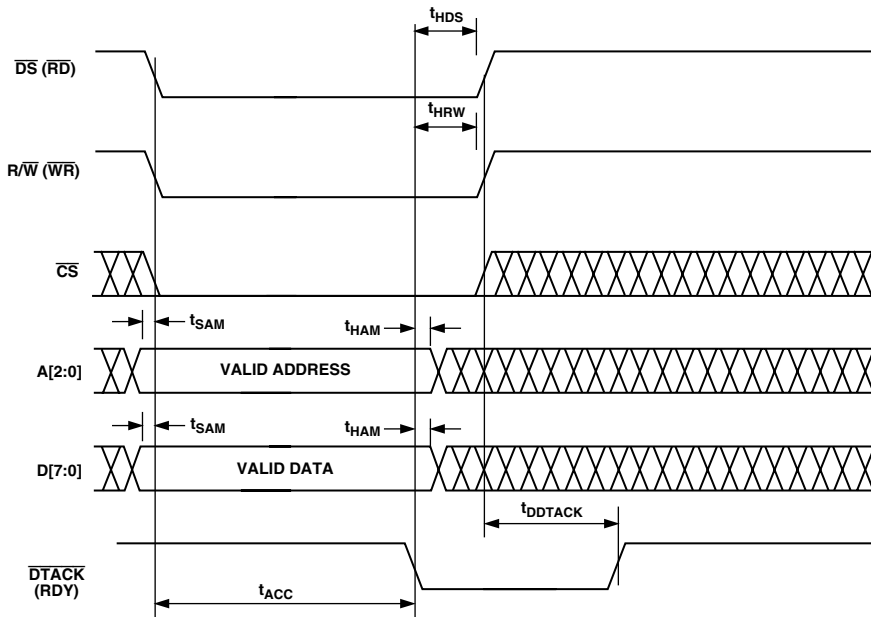 tHDS
DS (RD)
tHRW
R/W (WR)
CS
tSAM
tHAM
A[2:0]
VALID ADDRESS
tSAM
tHAM
D[7:0]
VALID DATA
tDDTACK
DTACK
(RDY)
tACC